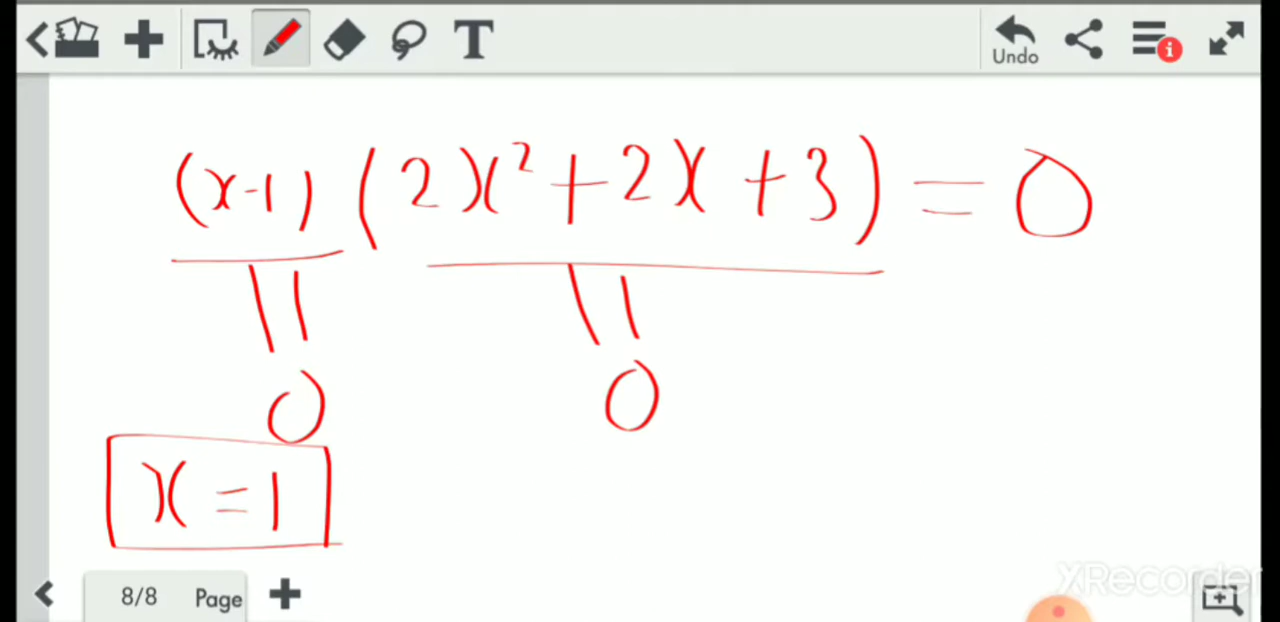 Undo
(x-1) (2x²+2x+3) = 0
0 0
x = 1
8/8 Page
XRecorder